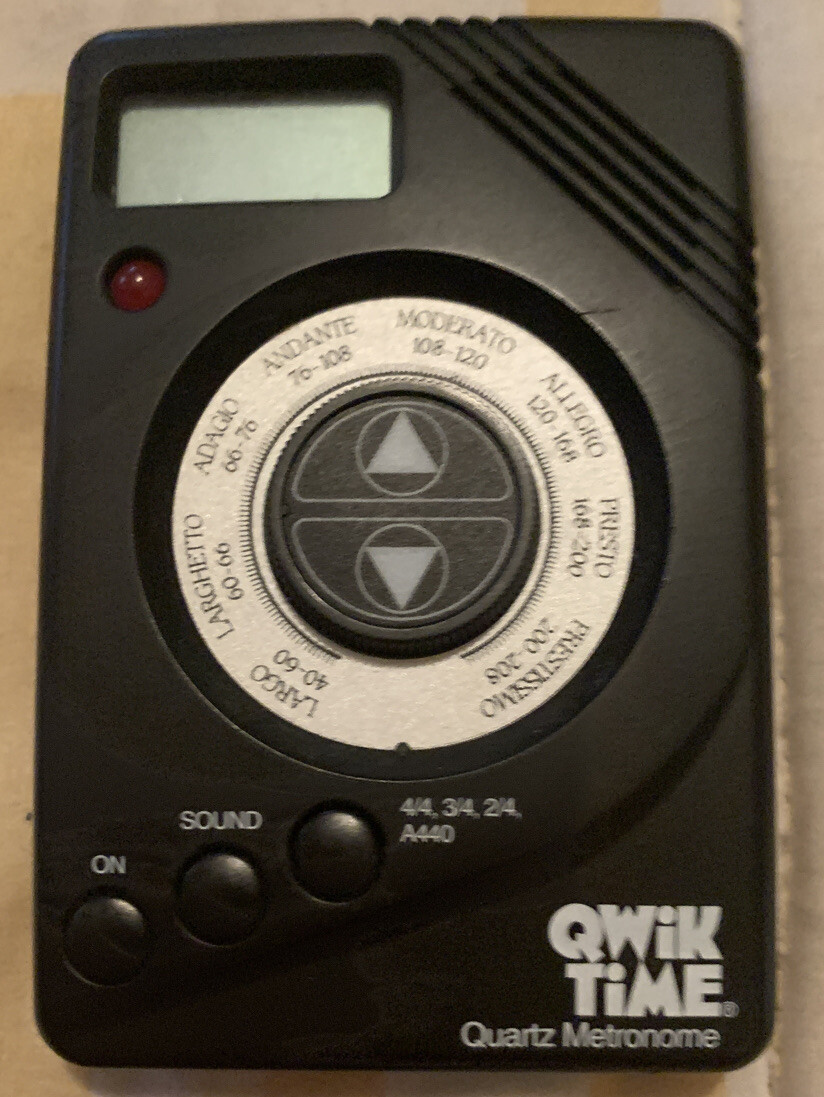 MODERATO
108-120
ANDANTE
76-108
ALLEGRO
120-168
ADAGIO
66-76
PRESTO
168-200
LARGHETTO
60-66
PRESTISSIMO
200-208
LARGO
40-60
4/4, 3/4, 2/4,
A440
SOUND
ON
QWiK
TiME®
Quartz Metronome